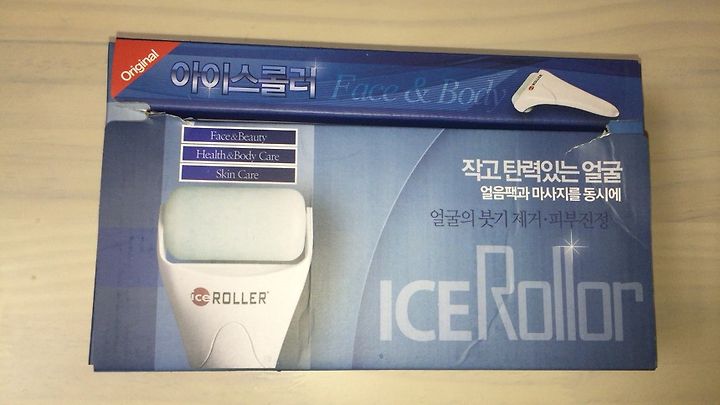 Original
아이스롤러 Face & Body
ICE ROLLER
Face&Beauty
Health&Body Care
Skin Care
작고 탄력있는 얼굴
얼음팩과 마사지를 동시에
얼굴의 붓기 제거·피부진정
ice ROLLER
ICERollor